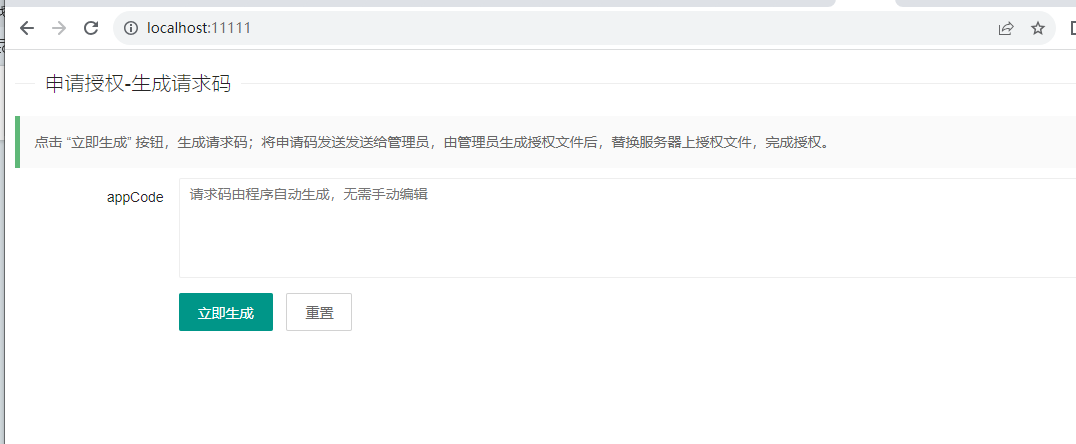 localhost:11111
申请授权-生成请求码
点击 “立即生成” 按钮，生成请求码；将申请码发送发送给管理员，由管理员生成授权文件后，替换服务器上授权文件，完成授权。
appCode
请求码由程序自动生成，无需手动编辑
立即生成 重置